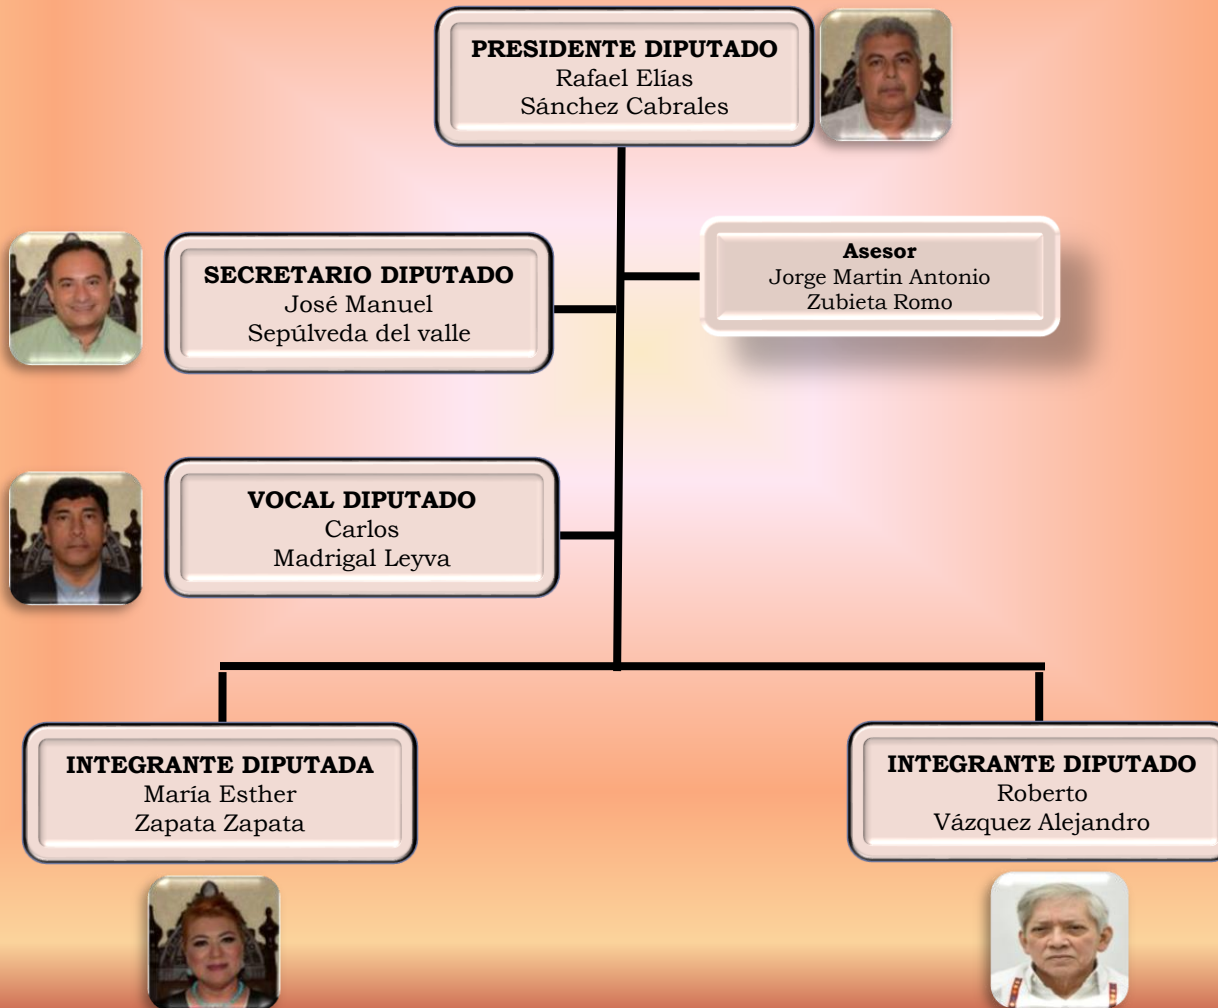 PRESIDENTE DIPUTADO
Rafael Elías
Sánchez Cabrales
SECRETARIO DIPUTADO
José Manuel
Sepúlveda del valle
Asesor
Jorge Martin Antonio
Zubieta Romo
VOCAL DIPUTADO
Carlos
Madrigal Leyva
INTEGRANTE DIPUTADA
María Esther
Zapata Zapata
INTEGRANTE DIPUTADO
Roberto
Vázquez Alejandro